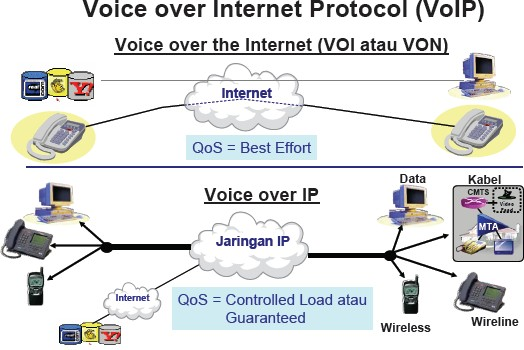 Voice over Internet Protocol (VoIP)
Voice over the Internet (VOI atau VON)
Internet
QoS = Best Effort
Voice over IP
Data
Kabel
CMTS
+
Video
MTA
Jaringan IP
Internet
QoS = Controlled Load atau
Guaranteed
Wireless
Wireline